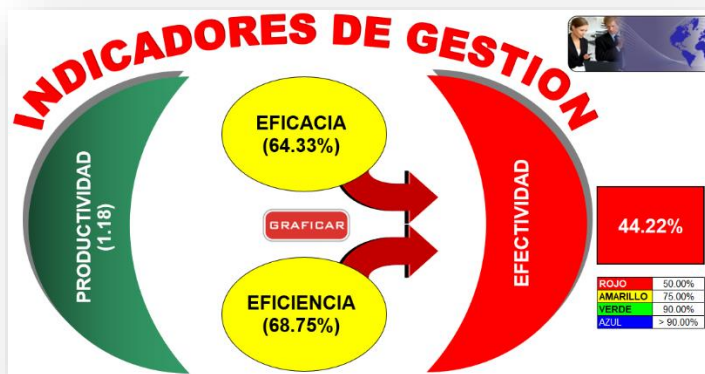 INDICADORES DE GESTION
EFICACIA
(64.33%)
PRODUCTIVIDAD
(1.18)
GRAFICAR
EFECTIVIDAD
44.22%
EFICIENCIA
(68.75%)
ROJO 50.00%
AMARILLO 75.00%
VERDE 90.00%
AZUL > 90.00%